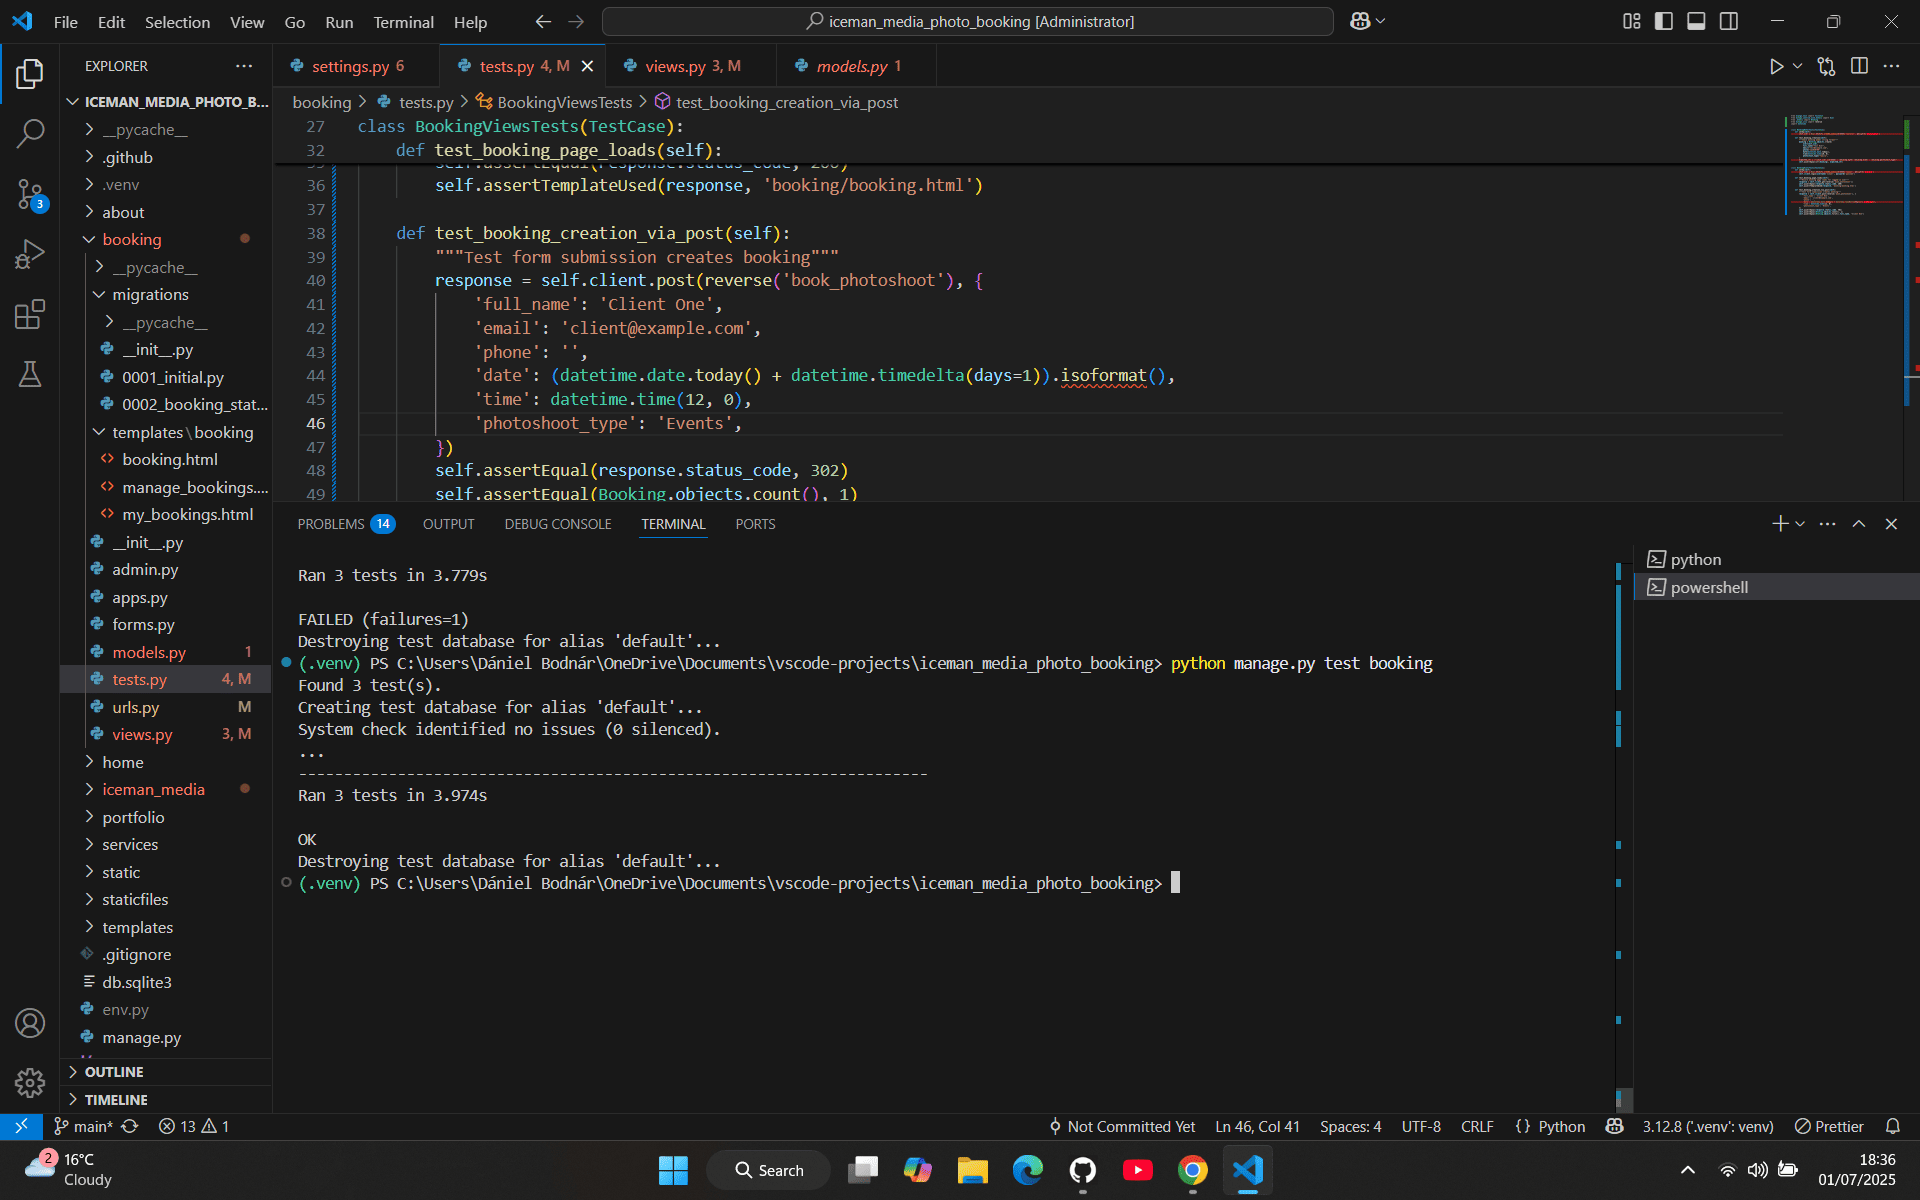 File Edit Selection View Go Run Terminal Help
iceman_media_photo_booking [Administrator]
EXPLORER
settings.py 6
tests.py 4, M
views.py 3, M
models.py 1
ICEMAN_MEDIA_PHOTO_B...
booking > tests.py > BookingViewsTests > test_booking_creation_via_post
__pycache__
.github
.venv
about
booking
__pycache__
migrations
__pycache__
__init__.py
0001_initial.py
0002_booking_stat...
templates\booking
booking.html
manage_bookings....
my_bookings.html
__init__.py
admin.py
apps.py
forms.py
models.py 1
tests.py 4, M
urls.py M
views.py 3, M
home
iceman_media
portfolio
services
static
staticfiles
templates
.gitignore
db.sqlite3
env.py
manage.py
OUTLINE
TIMELINE
3
27 class BookingViewsTests(TestCase):
32 def test_booking_page_loads(self):
36 self.assertTemplateUsed(response, 'booking/booking.html')
37
38 def test_booking_creation_via_post(self):
39 """Test form submission creates booking"""
40 response = self.client.post(reverse('book_photoshoot'), {
41 'full_name': 'Client One',
42 'email': 'client@example.com',
43 'phone': '',
44 'date': (datetime.date.today() + datetime.timedelta(days=1)).isoformat(),
45 'time': datetime.time(12, 0),
46 'photoshoot_type': 'Events',
47 })
48 self.assertEqual(response.status_code, 302)
49 self.assertEqual(Booking.objects.count(), 1)
PROBLEMS 14 OUTPUT DEBUG CONSOLE TERMINAL PORTS
python
powershell
Ran 3 tests in 3.779s
FAILED (failures=1)
Destroying test database for alias 'default'...
(.venv) PS C:\Users\Dániel Bodnár\OneDrive\Documents\vscode-projects\iceman_media_photo_booking> python manage.py test booking
Found 3 test(s).
Creating test database for alias 'default'...
System check identified no issues (0 silenced).
...
----------------------------------------------------------------------
Ran 3 tests in 3.974s
OK
Destroying test database for alias 'default'...
(.venv) PS C:\Users\Dániel Bodnár\OneDrive\Documents\vscode-projects\iceman_media_photo_booking>
main* 13 1 Not Committed Yet Ln 46, Col 41 Spaces: 4 UTF-8 CRLF {} Python 3.12.8 ('.venv': venv) Prettier
2
16°C
Cloudy
Search
18:36
01/07/2025